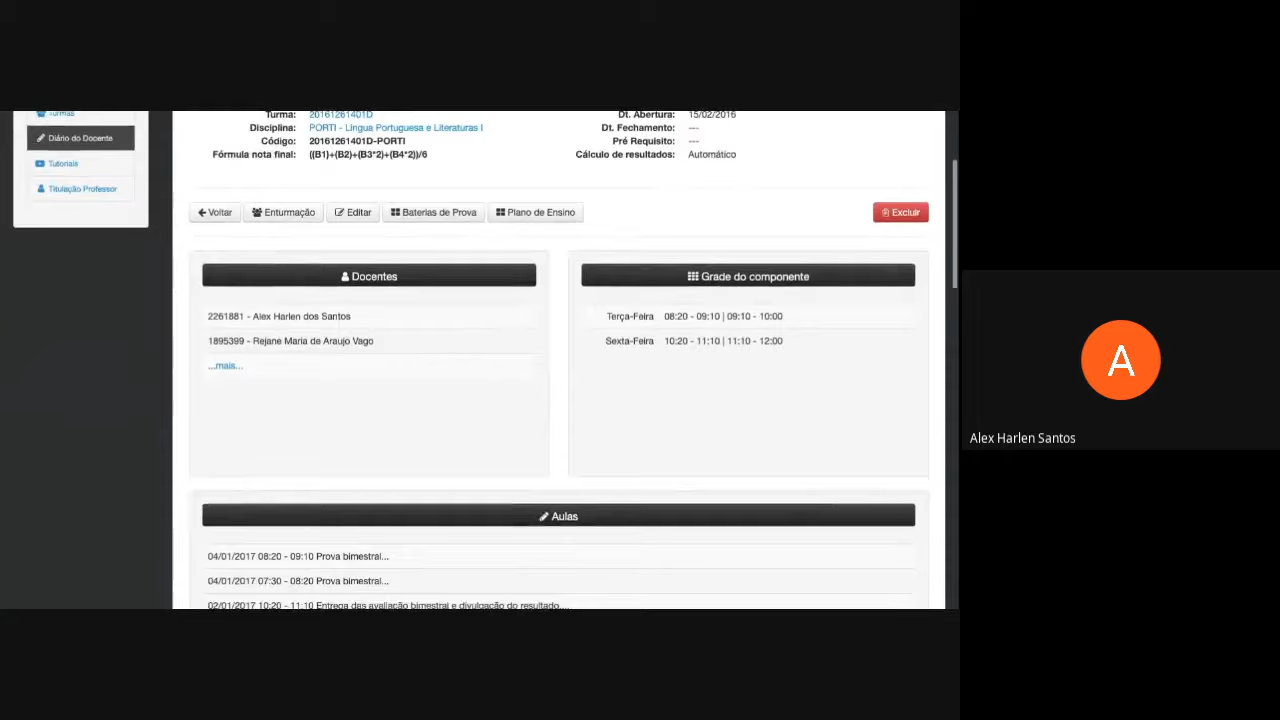 Turmas
Diário do Docente
Tutoriais
Titulação Professor
Turma: 20161261401D
Disciplina: PORTI - Língua Portuguesa e Literaturas I
Código: 20161261401D-PORTI
Fórmula nota final: ((B1)+(B2)+(B3*2)+(B4*2))/6
Dt. Abertura: 15/02/2016
Dt. Fechamento: ---
Pré Requisito: ---
Cálculo de resultados: Automático
Voltar Enturmação Editar Baterias de Prova Plano de Ensino Excluir
Docentes
2261881 - Alex Harlen dos Santos
1895399 - Rejane Maria de Araujo Vago
...mais...
Grade do componente
Terça-Feira 08:20 - 09:10 | 09:10 - 10:00
Sexta-Feira 10:20 - 11:10 | 11:10 - 12:00
Aulas
04/01/2017 08:20 - 09:10 Prova bimestral...
04/01/2017 07:30 - 08:20 Prova bimestral...
02/01/2017 10:20 - 11:10 Entrega das avaliação bimestral e divulgação do resultado....
A
Alex Harlen Santos